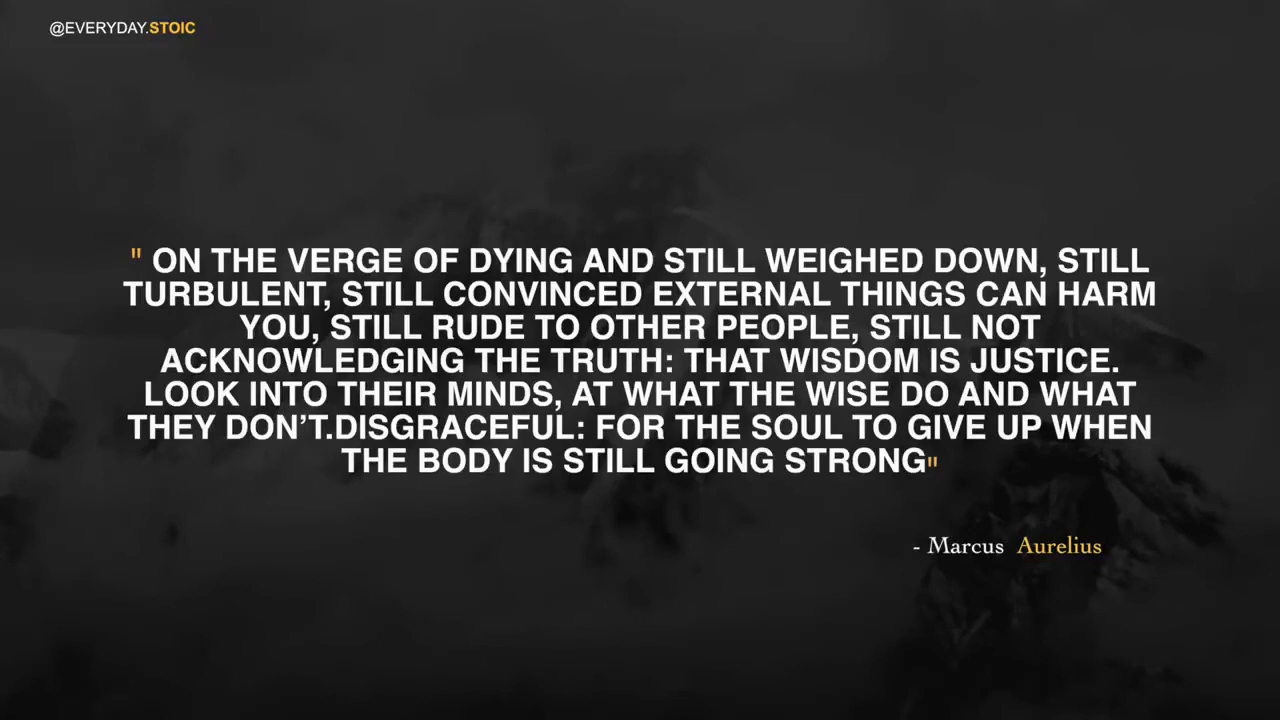 @EVERYDAY.STOIC
" ON THE VERGE OF DYING AND STILL WEIGHED DOWN, STILL
TURBULENT, STILL CONVINCED EXTERNAL THINGS CAN HARM
YOU, STILL RUDE TO OTHER PEOPLE, STILL NOT
ACKNOWLEDGING THE TRUTH: THAT WISDOM IS JUSTICE.
LOOK INTO THEIR MINDS, AT WHAT THE WISE DO AND WHAT
THEY DON’T.DISGRACEFUL: FOR THE SOUL TO GIVE UP WHEN
THE BODY IS STILL GOING STRONG"
- Marcus Aurelius